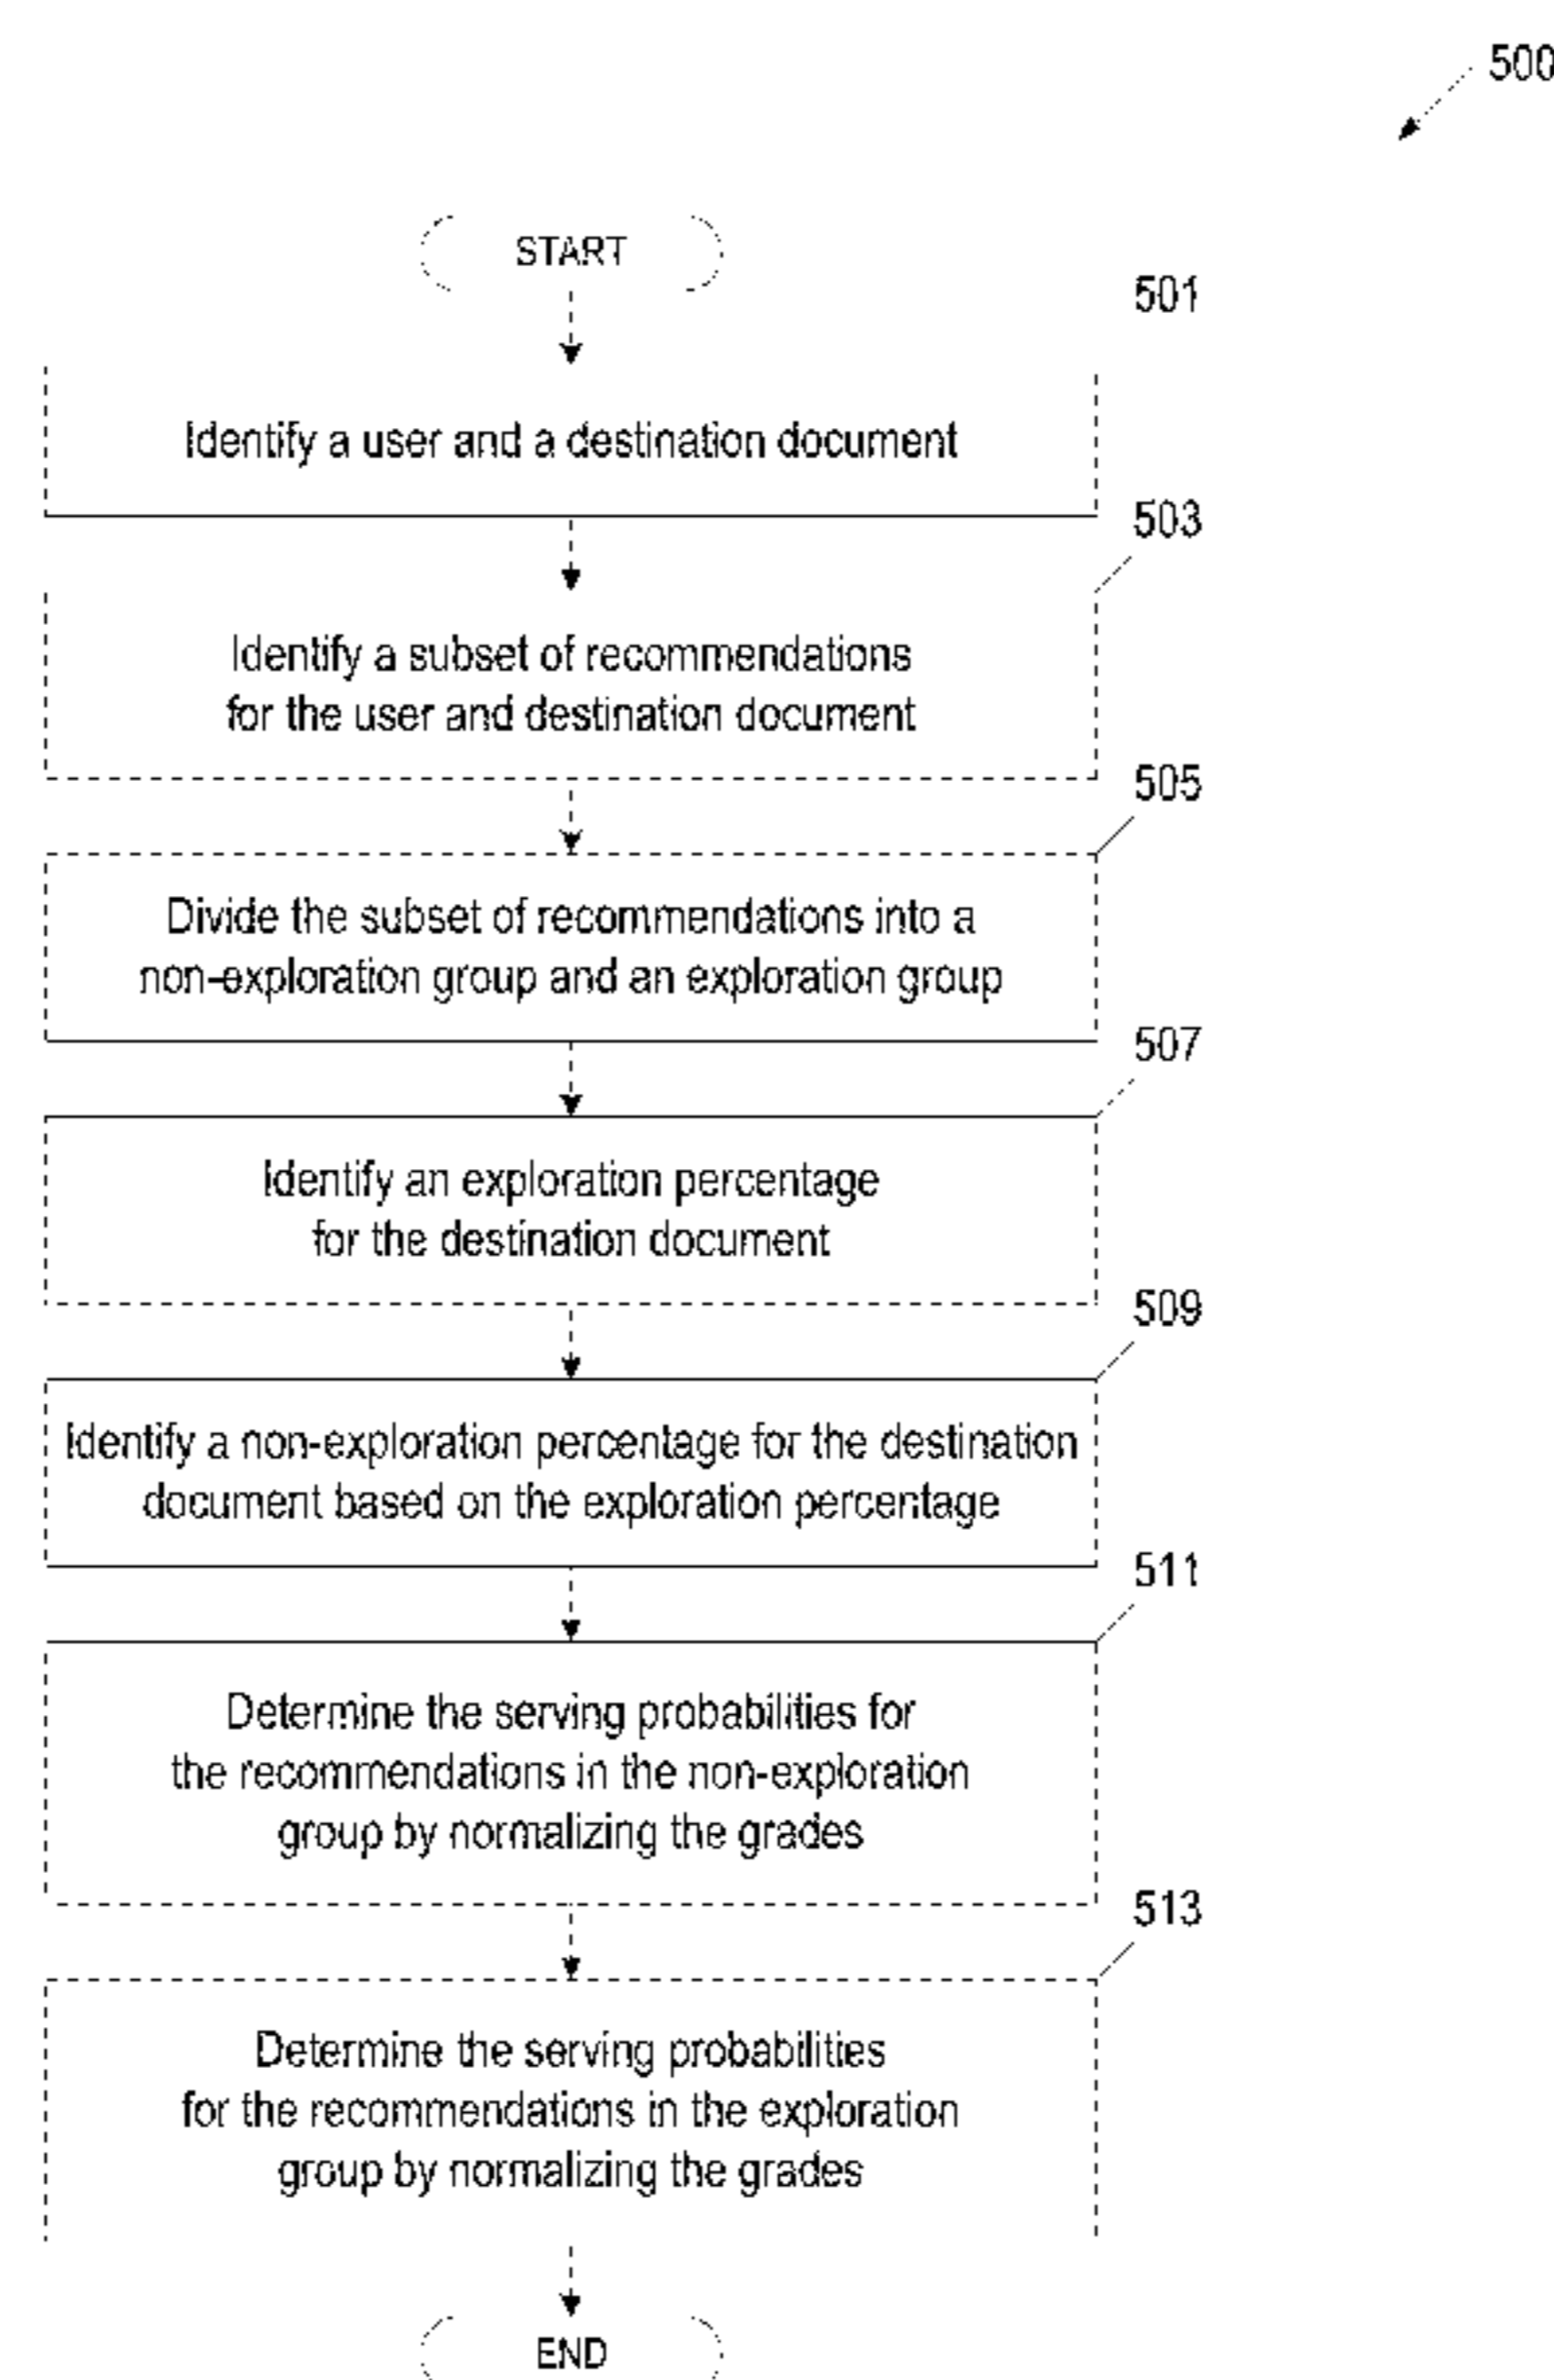 500
START
501
Identify a user and a destination document
503
Identify a subset of recommendations
for the user and destination document
505
Divide the subset of recommendations into a
non-exploration group and an exploration group
507
Identify an exploration percentage
for the destination document
509
Identify a non-exploration percentage for the destination
document based on the exploration percentage
511
Determine the serving probabilities for
the recommendations in the non-exploration
group by normalizing the grades
513
Determine the serving probabilities
for the recommendations in the exploration
group by normalizing the grades
END